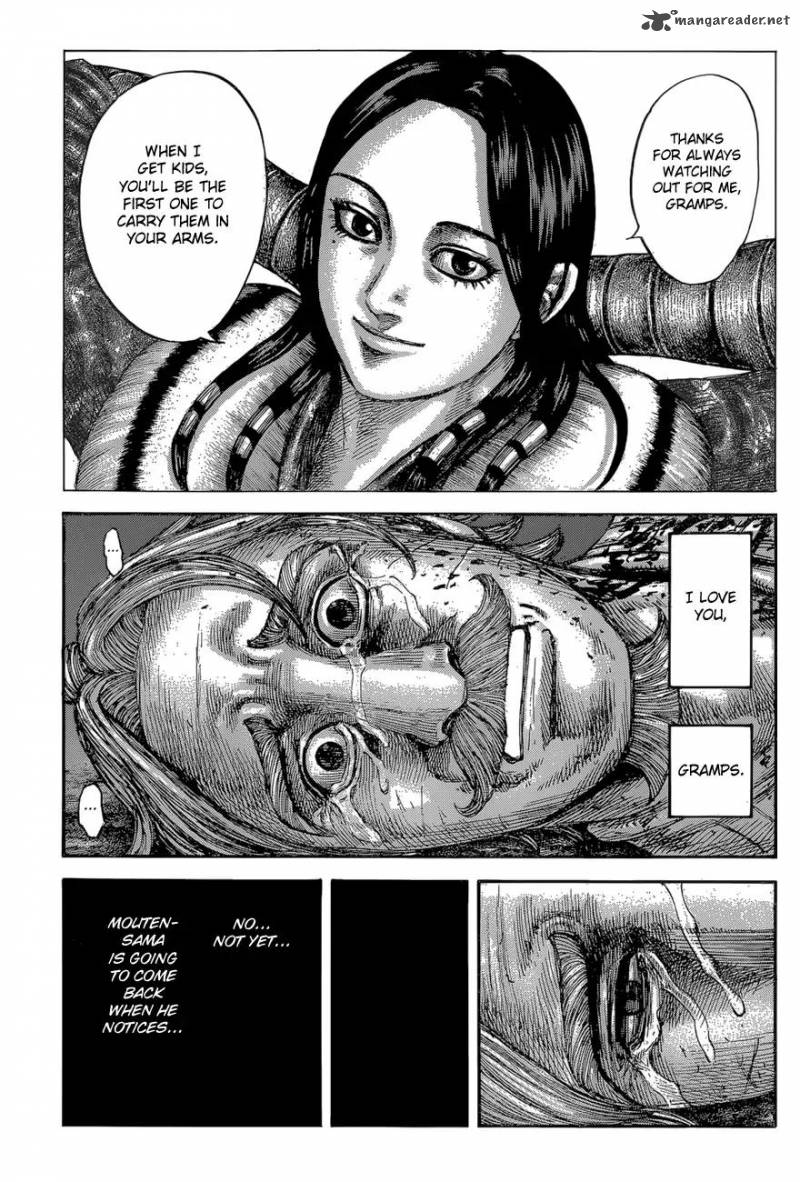 mangareader.net
THANKS
FOR ALWAYS
WATCHING
OUT FOR ME,
GRAMPS.
WHEN I
GET KIDS,
YOU'LL BE THE
FIRST ONE TO
CARRY THEM IN
YOUR ARMS.
I LOVE
YOU,
GRAMPS.
...
...
NO...
NOT YET...
MOUTEN-
SAMA
IS GOING
TO COME
BACK
WHEN HE
NOTICES...